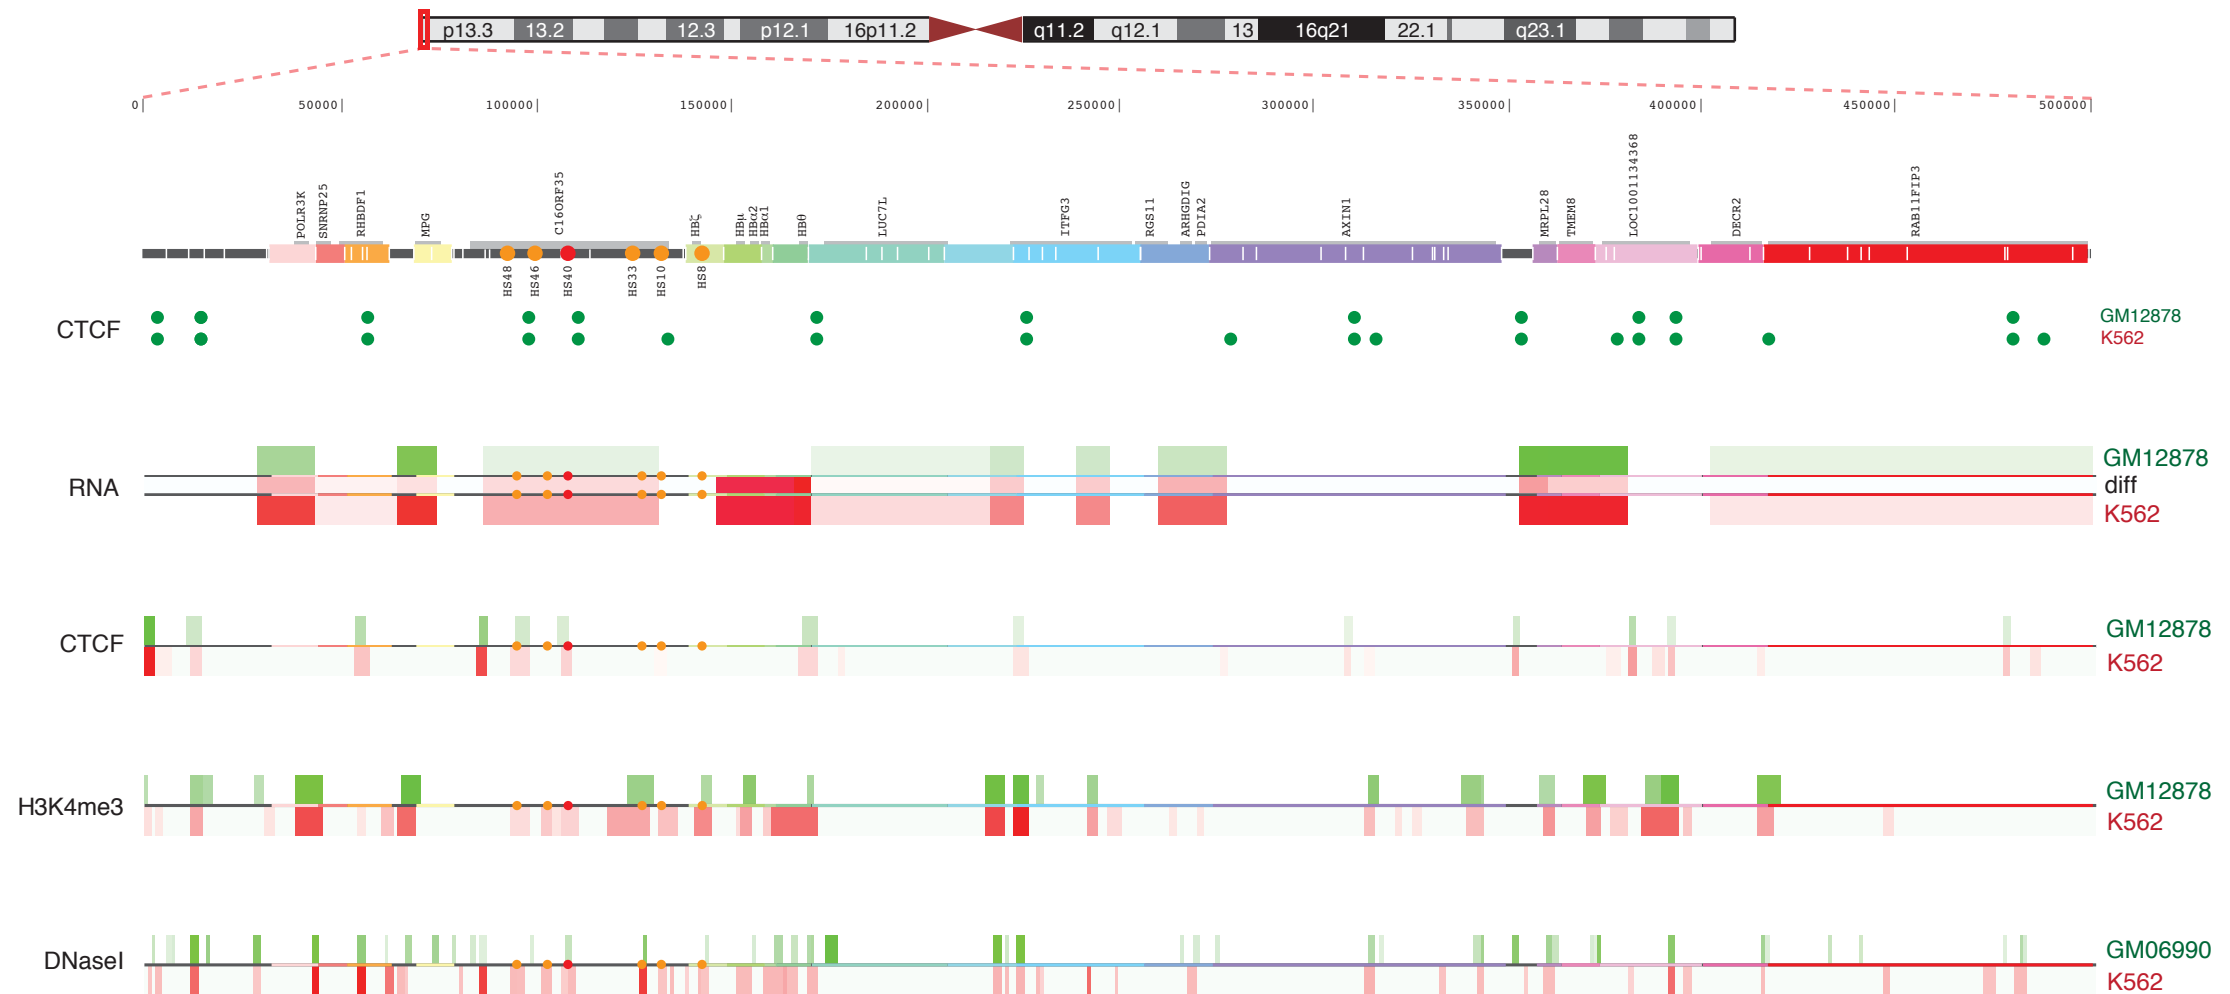 p13.3 13.2 12.3 p12.1 16p11.2 q11.2 q12.1 13 16q21 22.1 q23.1
0 50000 100000 150000 200000 250000 300000 350000 400000 450000 500000
POLR3K SNRNP25 RHBDF1 MPG C16ORF35 HBζ HBμ HBα2 HBα1 HBθ LUC7L ITFG3 RGS11 ARHGDIG PDIA2 AXIN1 MRPL28 TMEM8 LOC100134368 DECR2 RAB11FIP3
HS48 HS46 HS40 HS33 HS10 HS8
CTCF
GM12878
K562
RNA
GM12878
diff
K562
CTCF
GM12878
K562
H3K4me3
GM12878
K562
DNaseI
GM06990
K562